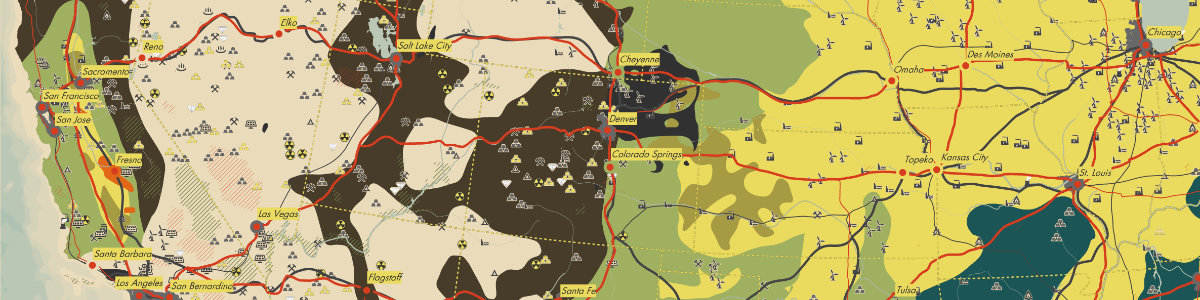 Elko
Reno
Salt Lake City
Chicago
Des Moines
Cheyenne
Omaha
Sacramento
San Francisco
San Jose
Denver
Fresno
Colorado Springs
Topeka
Kansas City
St. Louis
Las Vegas
Santa Barbara
Los Angeles
San Bernardino
Flagstaff
Santa Fe
Tulsa